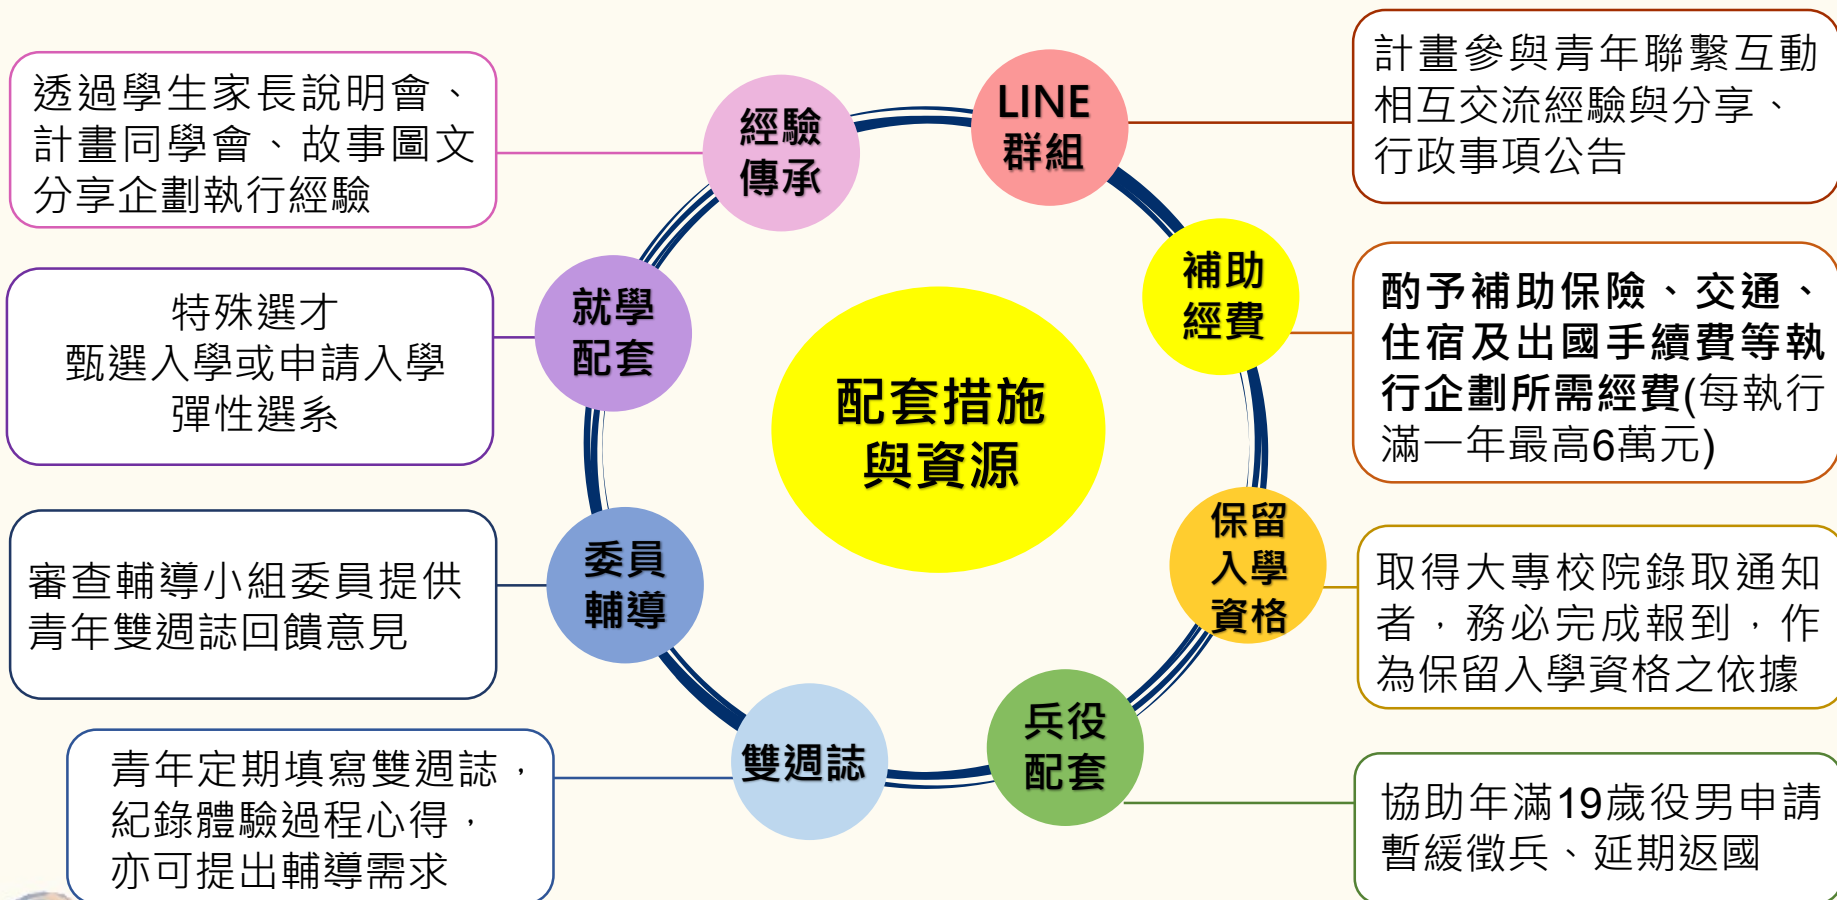 配套措施
與資源
LINE
群組
計畫參與青年聯繫互動
相互交流經驗與分享、
行政事項公告
補助
經費
酌予補助保險、交通、
住宿及出國手續費等執
行企劃所需經費(每執行
滿一年最高6萬元)
保留
入學
資格
取得大專校院錄取通知
者，務必完成報到，作
為保留入學資格之依據
兵役
配套
協助年滿19歲役男申請
暫緩徵兵、延期返國
雙週誌
青年定期填寫雙週誌，
紀錄體驗過程心得，
亦可提出輔導需求
委員
輔導
審查輔導小組委員提供
青年雙週誌回饋意見
就學
配套
特殊選才
甄選入學或申請入學
彈性選系
經驗
傳承
透過學生家長說明會、
計畫同學會、故事圖文
分享企劃執行經驗